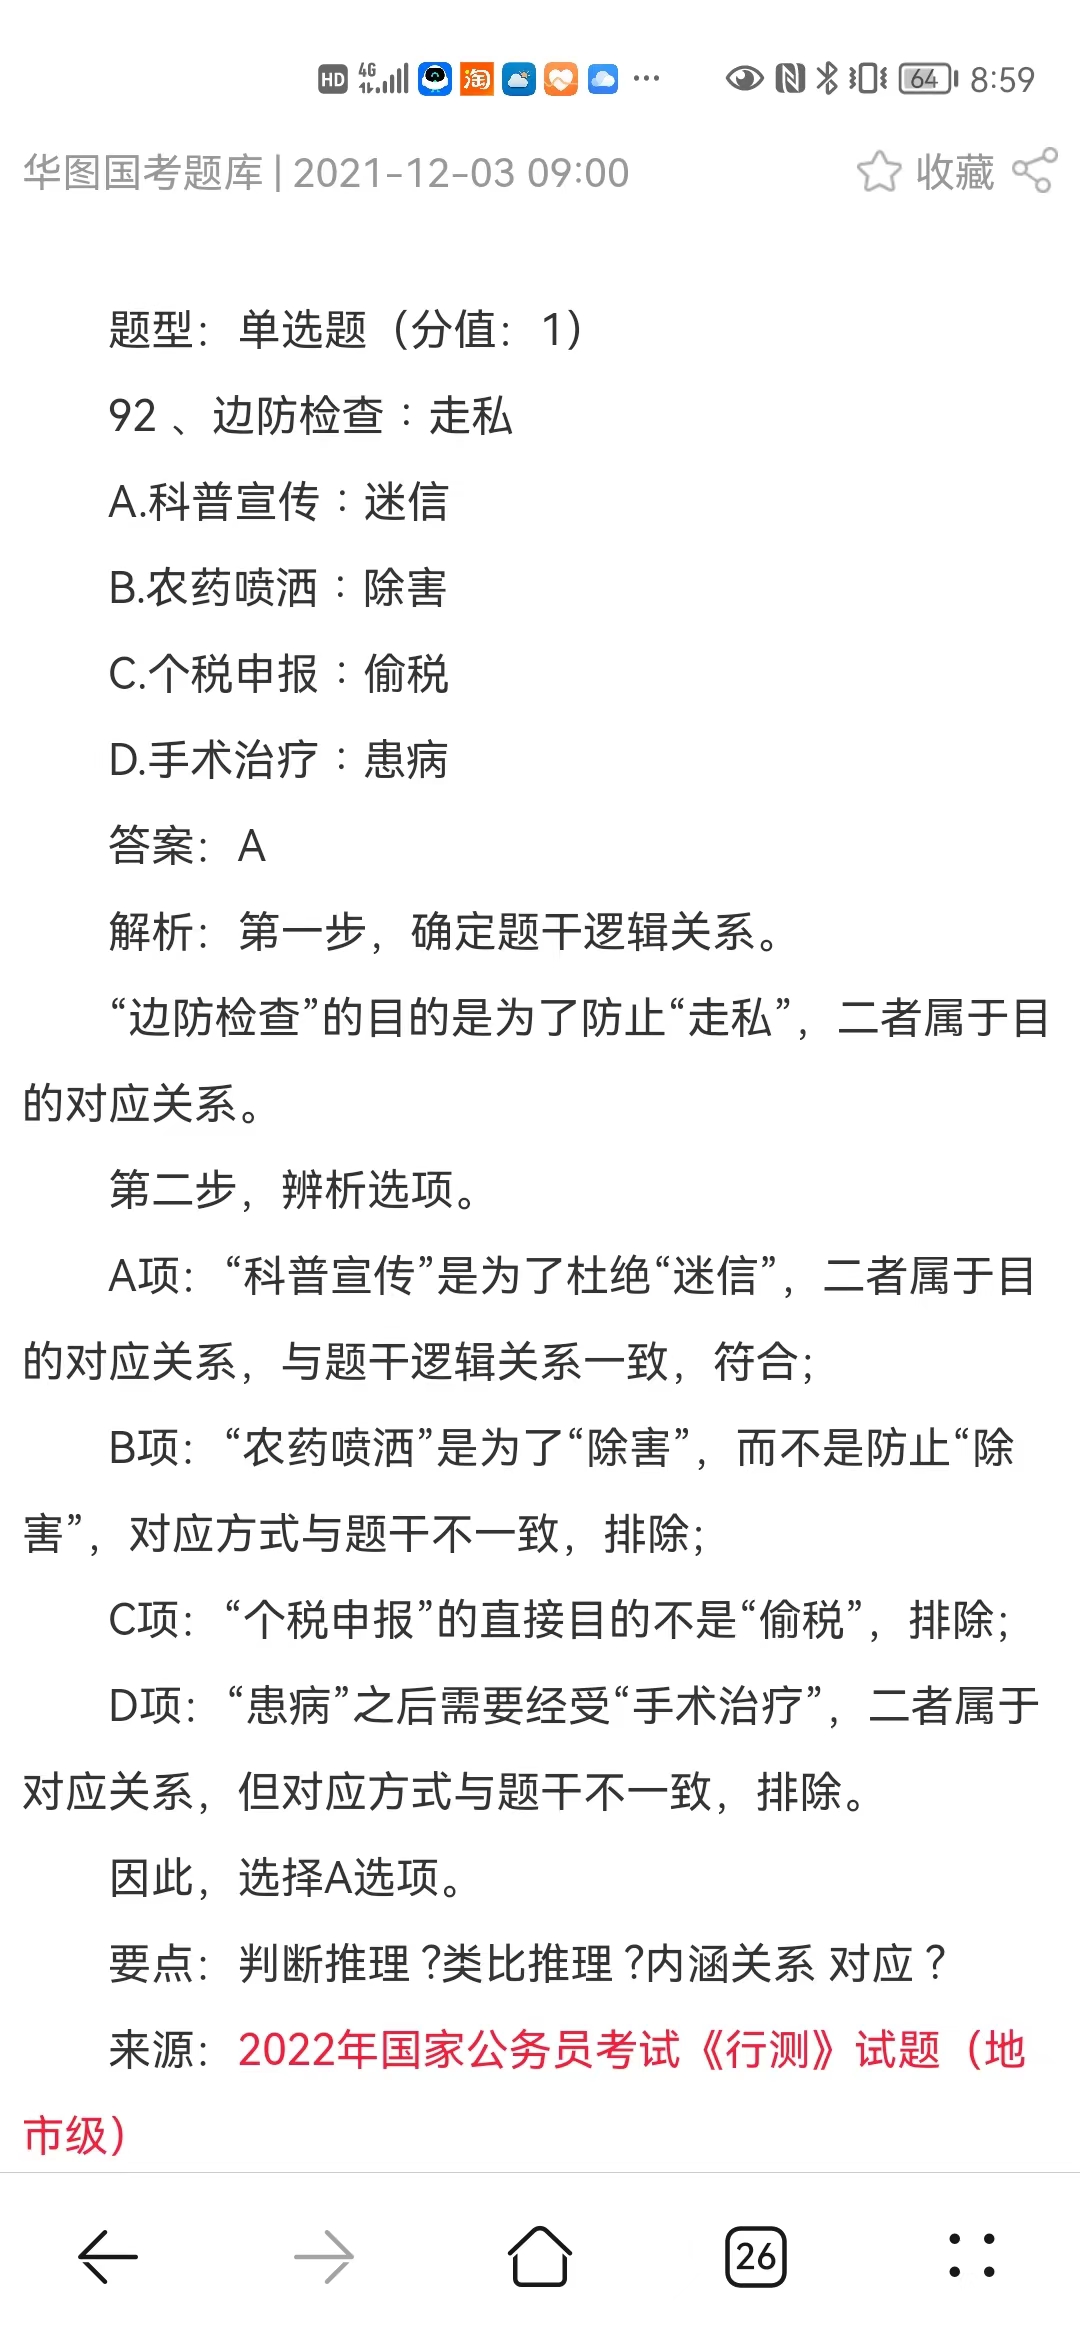 HD 4G 淘 ··· 64 8:59
华图国考题库 | 2021-12-03 09:00 收藏
题型：单选题（分值：1）
92 、边防检查∶走私
A.科普宣传∶迷信
B.农药喷洒∶除害
C.个税申报∶偷税
D.手术治疗∶患病
答案：A
解析：第一步，确定题干逻辑关系。
“边防检查”的目的是为了防止“走私”，二者属于目
的对应关系。
第二步，辨析选项。
A项：“科普宣传”是为了杜绝“迷信”，二者属于目
的对应关系，与题干逻辑关系一致，符合；
B项：“农药喷洒”是为了“除害”，而不是防止“除
害”，对应方式与题干不一致，排除；
C项：“个税申报”的直接目的不是“偷税”，排除；
D项：“患病”之后需要经受“手术治疗”，二者属于
对应关系，但对应方式与题干不一致，排除。
因此，选择A选项。
要点：判断推理 ?类比推理 ?内涵关系 对应 ?
来源：2022年国家公务员考试《行测》试题（地
市级）
26